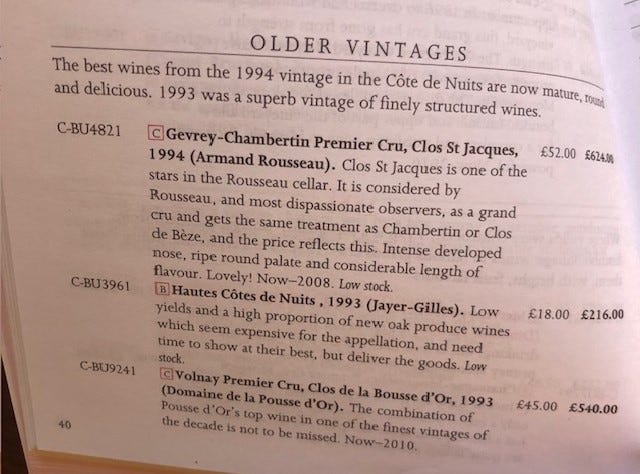 OLDER VINTAGES
The best wines from the 1994 vintage in the Côte de Nuits are now mature, round
and delicious. 1993 was a superb vintage of finely structured wines.
C-BU4821 C Gevrey-Chambertin Premier Cru, Clos St Jacques, £52.00 £624.00
1994 (Armand Rousseau). Clos St Jacques is one of the
stars in the Rousseau cellar. It is considered by
Rousseau, and most dispassionate observers, as a grand
cru and gets the same treatment as Chambertin or Clos
de Bèze, and the price reflects this. Intense developed
nose, ripe round palate and considerable length of
flavour. Lovely! Now–2008. Low stock.
C-BU3961 B Hautes Côtes de Nuits , 1993 (Jayer-Gilles). Low £18.00 £216.00
yields and a high proportion of new oak produce wines
which seem expensive for the appellation, and need
time to show at their best, but deliver the goods. Low
stock.
C-BU9241 C Volnay Premier Cru, Clos de la Bousse d'Or, 1993 £45.00 £540.00
(Domaine de la Pousse d'Or). The combination of
Pousse d'Or's top wine in one of the finest vintages of
the decade is not to be missed. Now–2010.
40